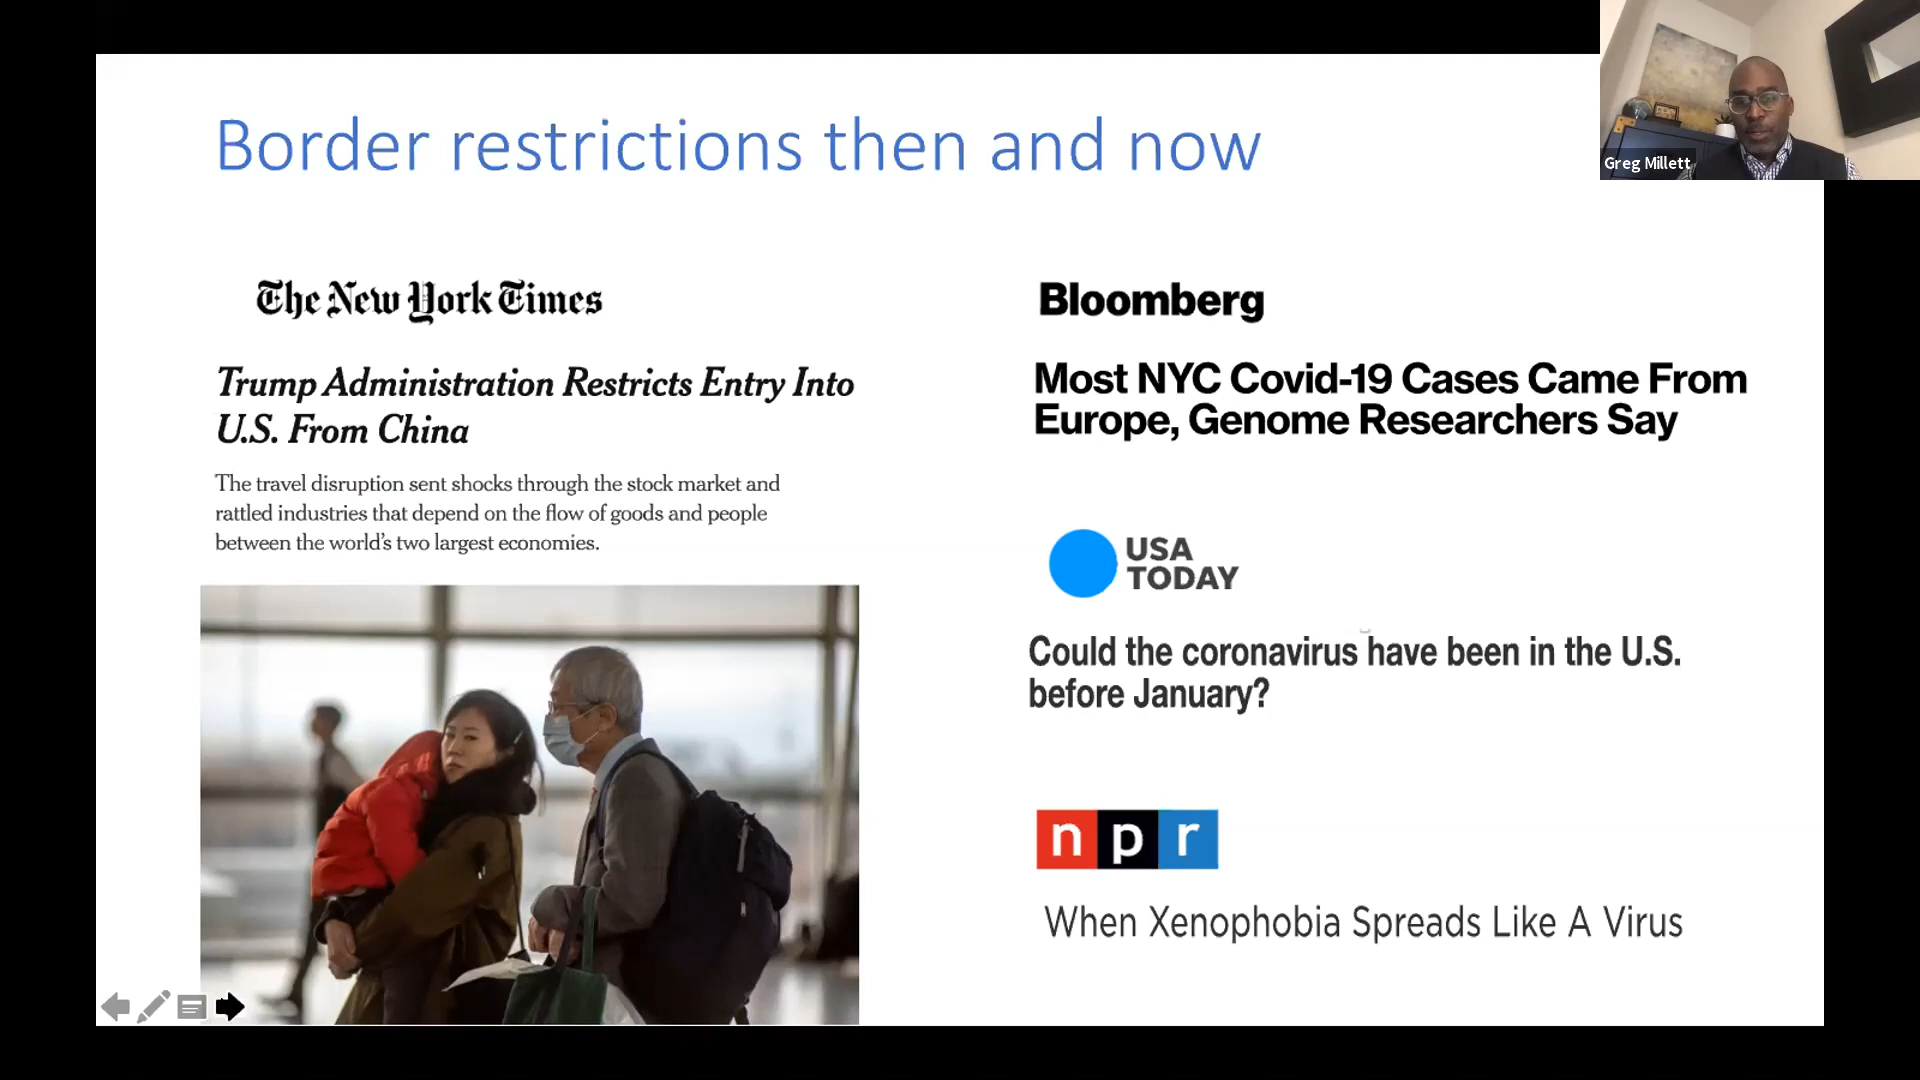 Border restrictions then and now
Greg Millett
The New York Times
Trump Administration Restricts Entry Into
U.S. From China
The travel disruption sent shocks through the stock market and
rattled industries that depend on the flow of goods and people
between the world's two largest economies.
Bloomberg
Most NYC Covid-19 Cases Came From
Europe, Genome Researchers Say
USA
TODAY
Could the coronavirus have been in the U.S.
before January?
npr
When Xenophobia Spreads Like A Virus